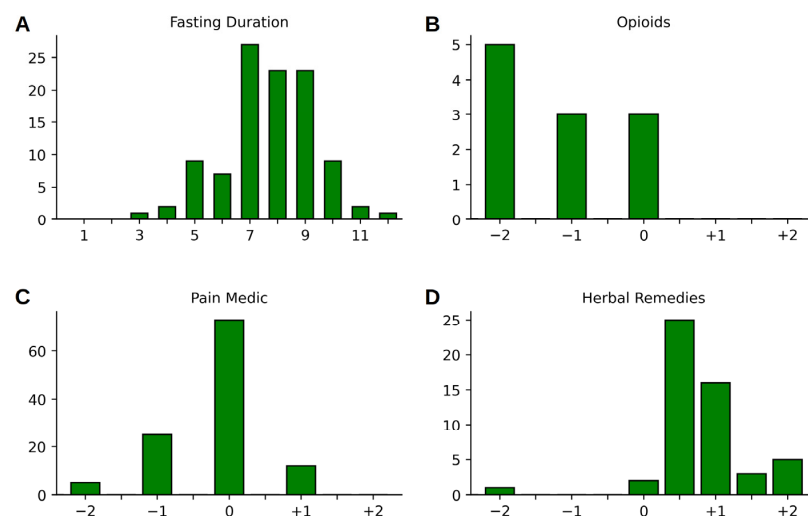 A
Fasting Duration
25
20
15
10
5
0
1 3 5 7 9 11
B
Opioids
5
4
3
2
1
0
−2 −1 0 +1 +2
C
Pain Medic
60
40
20
0
−2 −1 0 +1 +2
D
Herbal Remedies
25
20
15
10
5
0
−2 −1 0 +1 +2